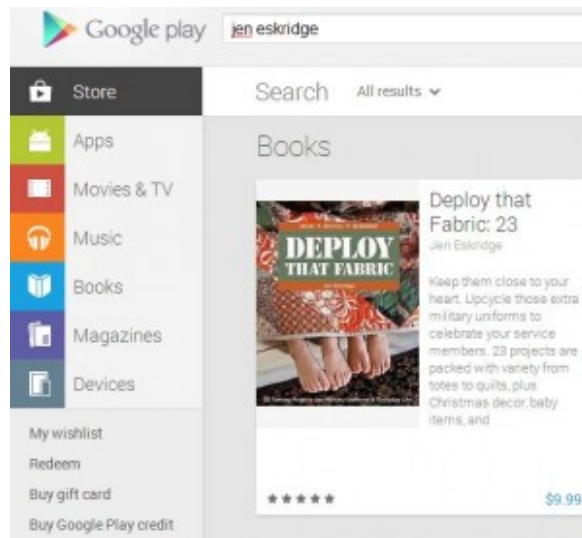 Google play
jen eskridge
Store
Search All results
Apps
Movies & TV
Music
Books
Magazines
Devices
My wishlist
Redeem
Buy gift card
Buy Google Play credit
Books
DEPLOY
THAT FABRIC
Jen Eskridge
Deploy that
Fabric: 23
Jen Eskridge
Keep them close to your
heart. Upcycle those extra
military uniforms to
celebrate your service
members. 23 projects are
packed with variety from
totes to quilts, plus
Christmas decor, baby
items, and
$9.99